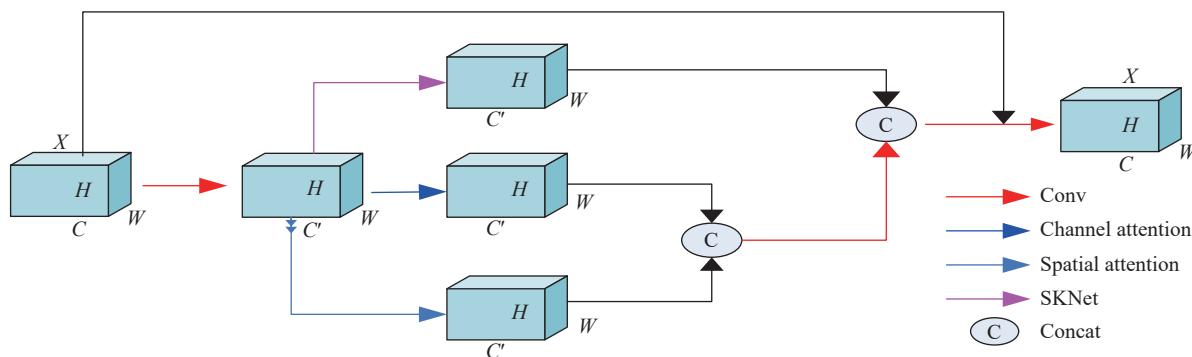 X
H
C
W
H
C′
W
H
C′
W
H
C′
W
H
C′
W
C
C
X
H
C
W
Conv
Channel attention
Spatial attention
SKNet
C Concat